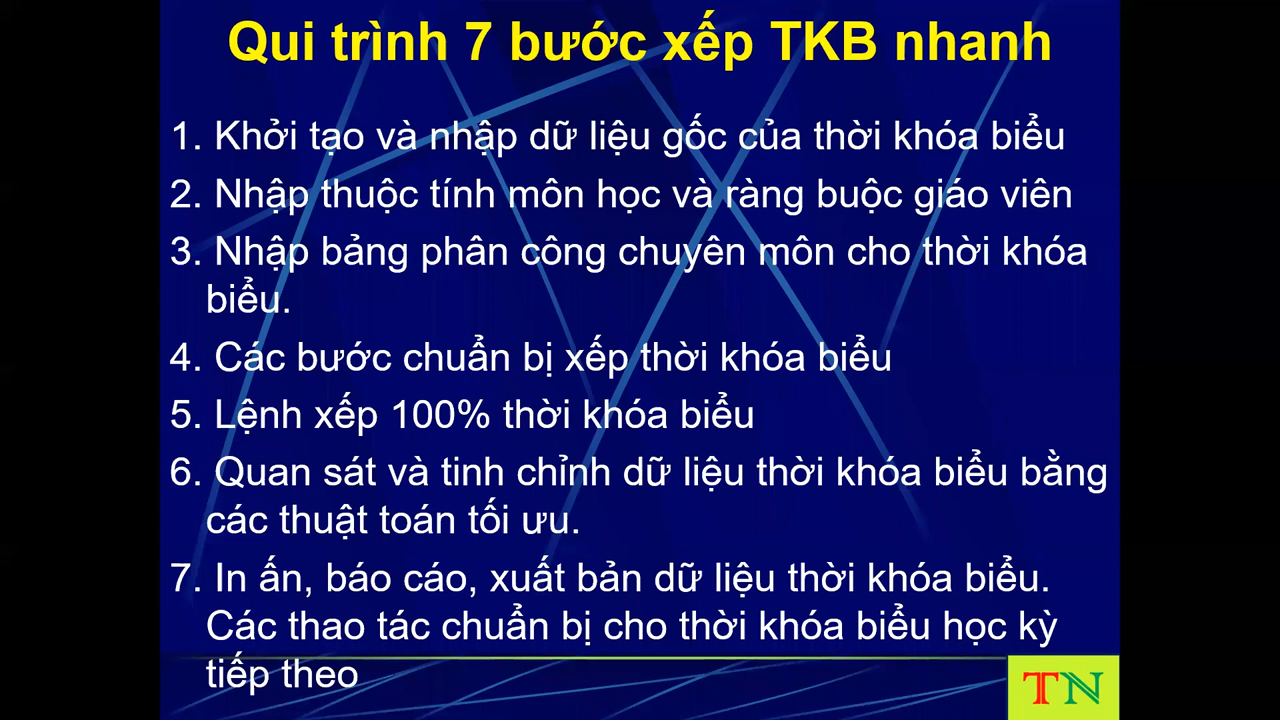 Qui trình 7 bước xếp TKB nhanh
1. Khởi tạo và nhập dữ liệu gốc của thời khóa biểu
2. Nhập thuộc tính môn học và ràng buộc giáo viên
3. Nhập bảng phân công chuyên môn cho thời khóa
biểu.
4. Các bước chuẩn bị xếp thời khóa biểu
5. Lệnh xếp 100% thời khóa biểu
6. Quan sát và tinh chỉnh dữ liệu thời khóa biểu bằng
các thuật toán tối ưu.
7. In ấn, báo cáo, xuất bản dữ liệu thời khóa biểu.
Các thao tác chuẩn bị cho thời khóa biểu học kỳ
tiếp theo
TN